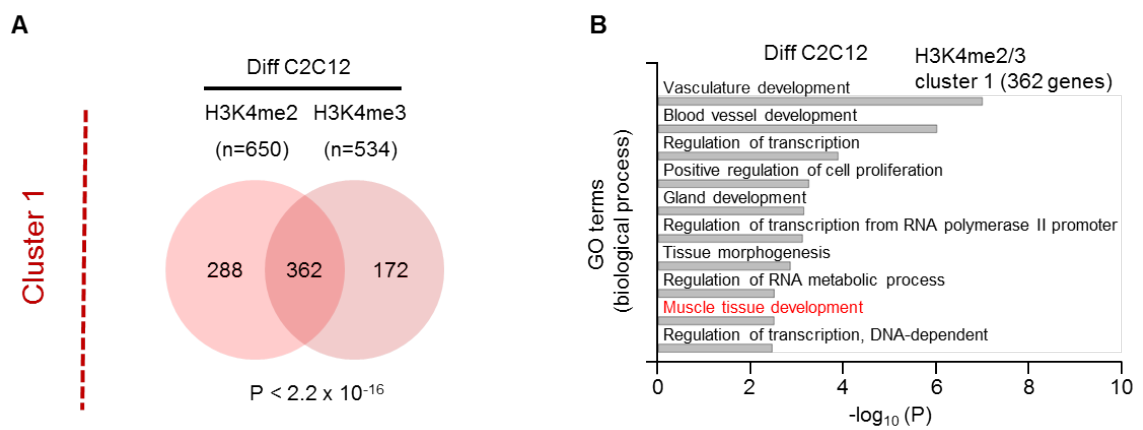 A
Diff C2C12
H3K4me2 H3K4me3
(n=650) (n=534)
Cluster 1
288 362 172
P < 2.2 x 10-16
B
Diff C2C12
H3K4me2/3
cluster 1 (362 genes)
GO terms
(biological process)
Vasculature development
Blood vessel development
Regulation of transcription
Positive regulation of cell proliferation
Gland development
Regulation of transcription from RNA polymerase II promoter
Tissue morphogenesis
Regulation of RNA metabolic process
Muscle tissue development
Regulation of transcription, DNA-dependent
0 2 4 6 8 10
-log10 (P)